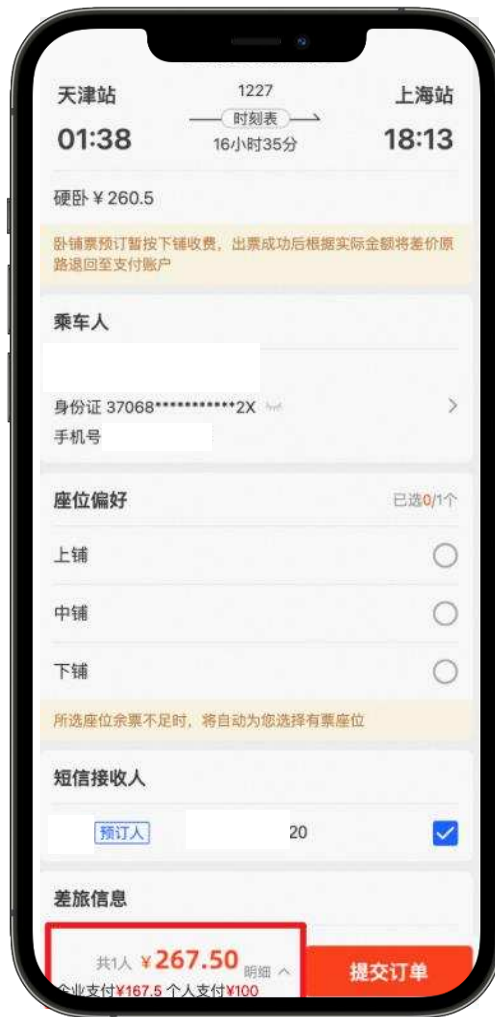 天津站
1227
上海站
时刻表
01:38
16小时35分
18:13
硬卧 ¥ 260.5
卧铺票预订暂按下铺收费，出票成功后根据实际金额将差价原
路退回至支付账户
乘车人
身份证 37068***********2X
手机号
座位偏好
已选0/1个
上铺
中铺
下铺
所选座位余票不足时，将自动为您选择有票座位
短信接收人
预订人
20
差旅信息
共1人 ¥267.50 明细
企业支付¥167.5 个人支付¥100
提交订单